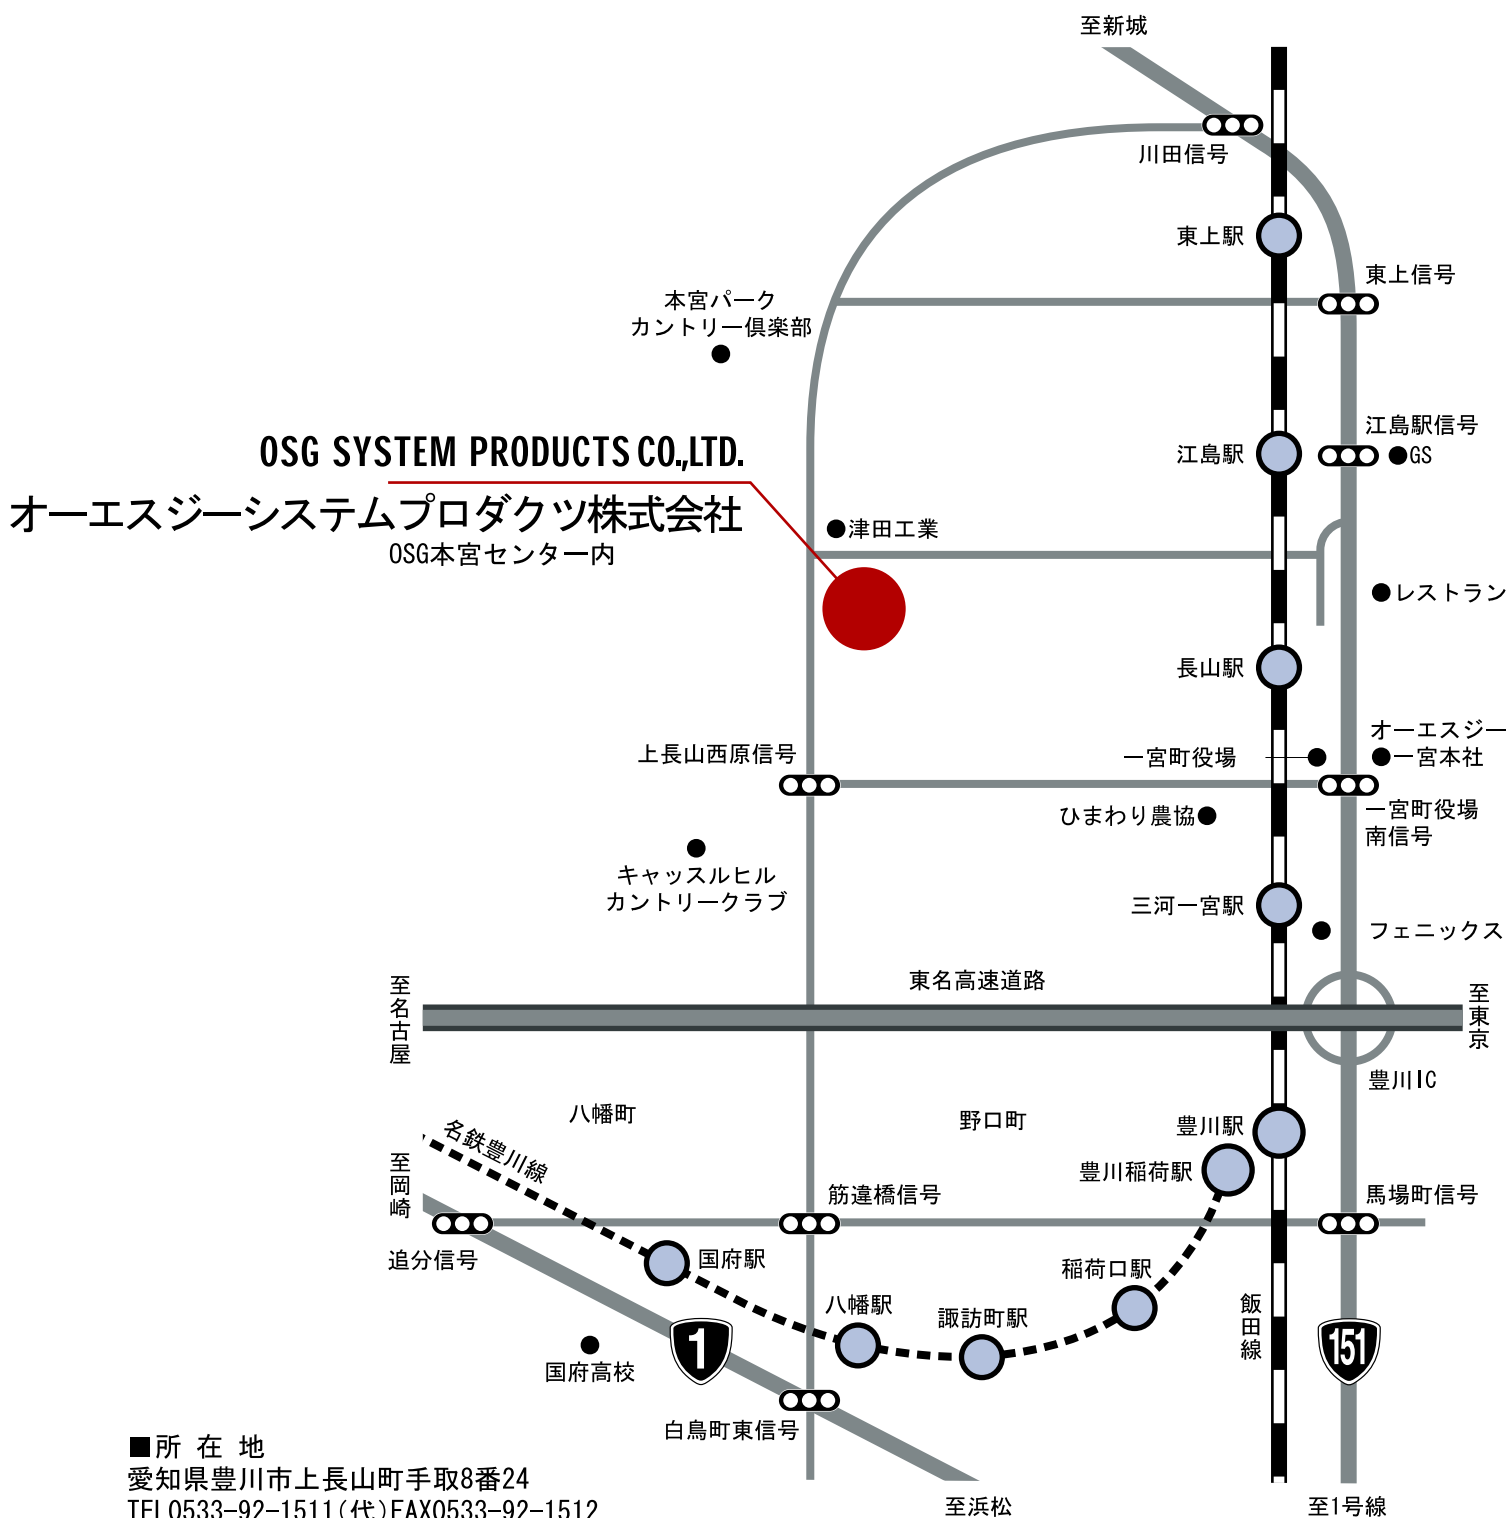 至新城
川田信号
東上駅
東上信号
本宮パーク
カントリー倶楽部
江島駅信号
GS
江島駅
OSG SYSTEM PRODUCTS CO.,LTD.
オーエスジーシステムプロダクツ株式会社
OSG本宮センター内
津田工業
レストラン
長山駅
オーエスジー
一宮本社
上長山西原信号
一宮町役場
ひまわり農協
一宮町役場
南信号
キャッスルヒル
カントリークラブ
三河一宮駅
フェニックス
東名高速道路
至名古屋
至東京
豊川IC
八幡町
野口町
豊川駅
名鉄豊川線
至岡崎
豊川稲荷駅
筋違橋信号
馬場町信号
追分信号
国府駅
稲荷口駅
八幡駅
諏訪町駅
飯田線
1
151
国府高校
白鳥町東信号
■所 在 地
愛知県豊川市上長山町手取8番24
TEL0533-92-1511(代)FAX0533-92-1512
至浜松
至1号線